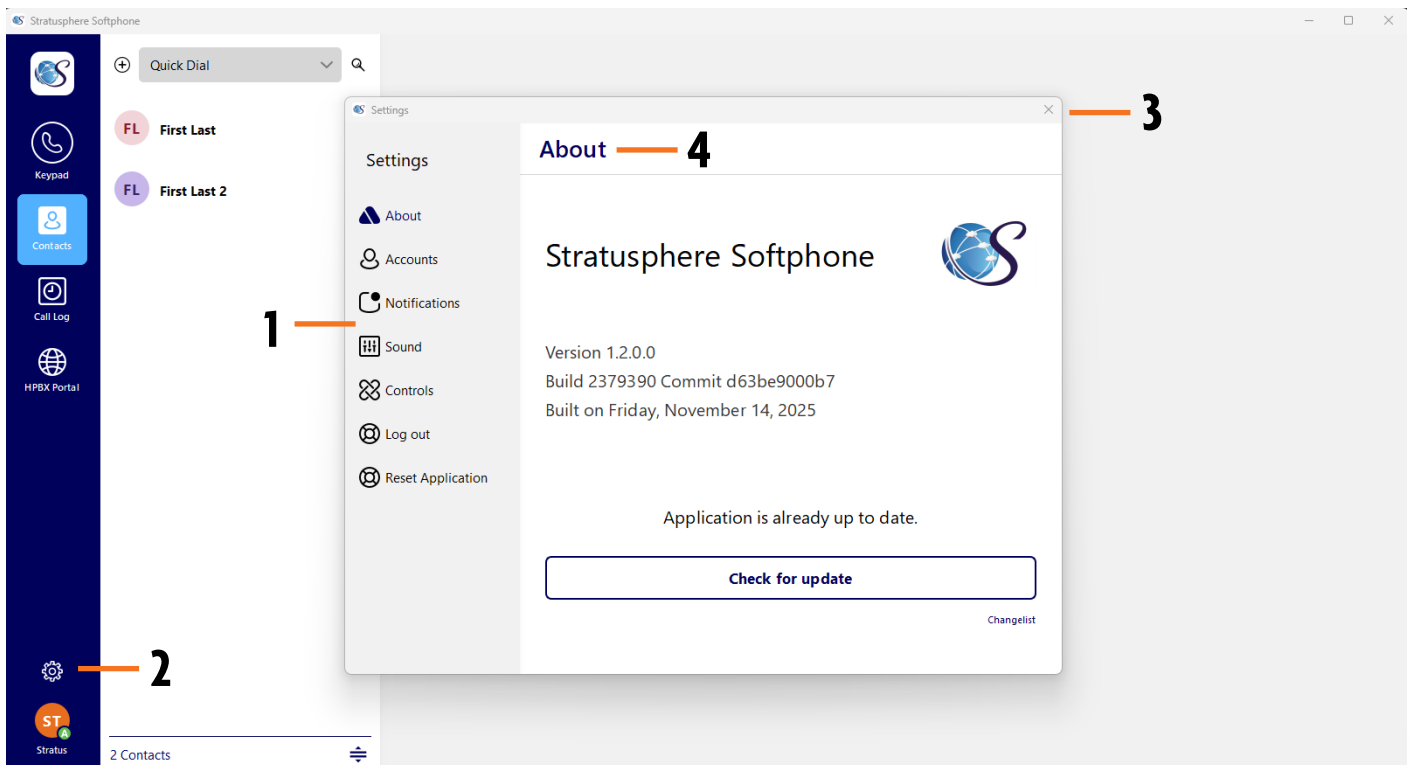 Stratusphere Softphone
Quick Dial
Keypad
Contacts
Call Log
HPBX Portal
FL First Last
FL First Last 2
Settings
3
Settings
About
Accounts
Notifications
Sound
Controls
Log out
Reset Application
1
About
4
Stratusphere Softphone
S
Version 1.2.0.0
Build 2379390 Commit d63be9000b7
Built on Friday, November 14, 2025
Application is already up to date.
Check for update
Changelist
2
ST
A
Stratus
2 Contacts